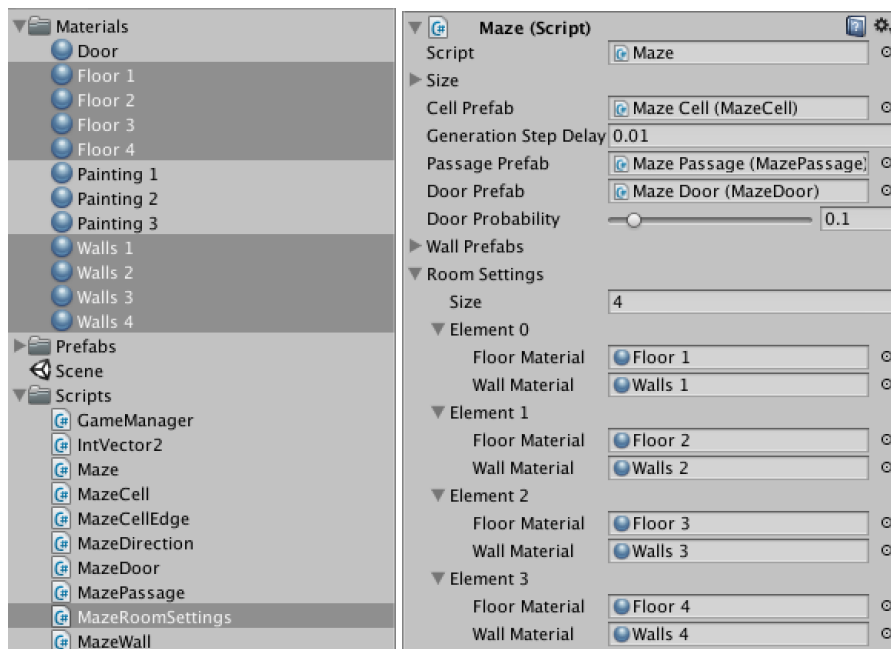 Materials
Door
Floor 1
Floor 2
Floor 3
Floor 4
Painting 1
Painting 2
Painting 3
Walls 1
Walls 2
Walls 3
Walls 4
Prefabs
Scene
Scripts
GameManager
IntVector2
Maze
MazeCell
MazeCellEdge
MazeDirection
MazeDoor
MazePassage
MazeRoomSettings
MazeWall
Maze (Script)
Script Maze
Size
Cell Prefab Maze Cell (MazeCell)
Generation Step Delay 0.01
Passage Prefab Maze Passage (MazePassage)
Door Prefab Maze Door (MazeDoor)
Door Probability 0.1
Wall Prefabs
Room Settings
Size 4
Element 0
Floor Material Floor 1
Wall Material Walls 1
Element 1
Floor Material Floor 2
Wall Material Walls 2
Element 2
Floor Material Floor 3
Wall Material Walls 3
Element 3
Floor Material Floor 4
Wall Material Walls 4